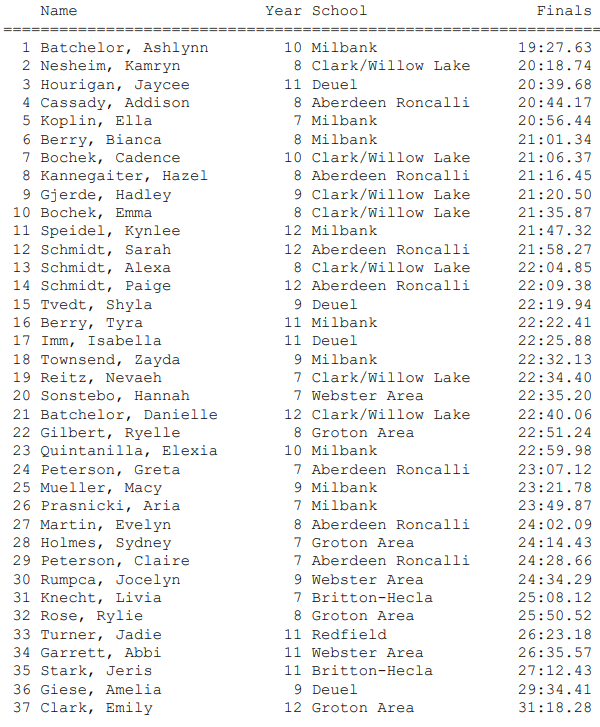 Name Year School Finals
================================================================
1 Batchelor, Ashlynn 10 Milbank 19:27.63
2 Nesheim, Kamryn 8 Clark/Willow Lake 20:18.74
3 Hourigan, Jaycee 11 Deuel 20:39.68
4 Cassady, Addison 8 Aberdeen Roncalli 20:44.17
5 Koplin, Ella 7 Milbank 20:56.44
6 Berry, Bianca 8 Milbank 21:01.34
7 Bochek, Cadence 10 Clark/Willow Lake 21:06.37
8 Kannegaiter, Hazel 8 Aberdeen Roncalli 21:16.45
9 Gjerde, Hadley 9 Clark/Willow Lake 21:20.50
10 Bochek, Emma 8 Clark/Willow Lake 21:35.87
11 Speidel, Kynlee 12 Milbank 21:47.32
12 Schmidt, Sarah 12 Aberdeen Roncalli 21:58.27
13 Schmidt, Alexa 8 Clark/Willow Lake 22:04.85
14 Schmidt, Paige 12 Aberdeen Roncalli 22:09.38
15 Tvedt, Shyla 9 Deuel 22:19.94
16 Berry, Tyra 11 Milbank 22:22.41
17 Imm, Isabella 11 Deuel 22:25.88
18 Townsend, Zayda 9 Milbank 22:32.13
19 Reitz, Nevaeh 7 Clark/Willow Lake 22:34.40
20 Sonstebo, Hannah 7 Webster Area 22:35.20
21 Batchelor, Danielle 12 Clark/Willow Lake 22:40.06
22 Gilbert, Ryelle 8 Groton Area 22:51.24
23 Quintanilla, Elexia 10 Milbank 22:59.98
24 Peterson, Greta 7 Aberdeen Roncalli 23:07.12
25 Mueller, Macy 9 Milbank 23:21.78
26 Prasnicki, Aria 7 Milbank 23:49.87
27 Martin, Evelyn 8 Aberdeen Roncalli 24:02.09
28 Holmes, Sydney 7 Groton Area 24:14.43
29 Peterson, Claire 7 Aberdeen Roncalli 24:28.66
30 Rumpca, Jocelyn 9 Webster Area 24:34.29
31 Knecht, Livia 7 Britton-Hecla 25:08.12
32 Rose, Rylie 8 Groton Area 25:50.52
33 Turner, Jadie 11 Redfield 26:23.18
34 Garrett, Abbi 11 Webster Area 26:35.57
35 Stark, Jeris 11 Britton-Hecla 27:12.43
36 Giese, Amelia 9 Deuel 29:34.41
37 Clark, Emily 12 Groton Area 31:18.28